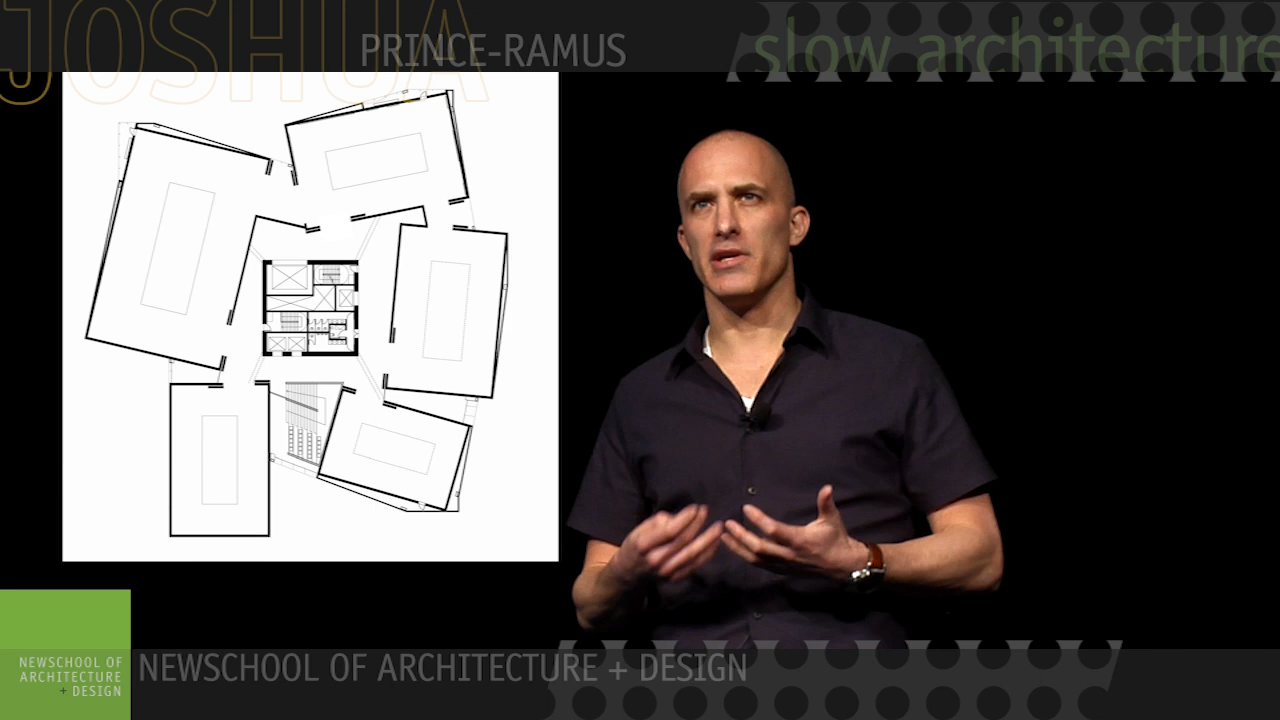 JOSHUA
PRINCE-RAMUS
slow architecture
NEWSCHOOL OF
ARCHITECTURE
+ DESIGN
NEWSCHOOL OF ARCHITECTURE + DESIGN